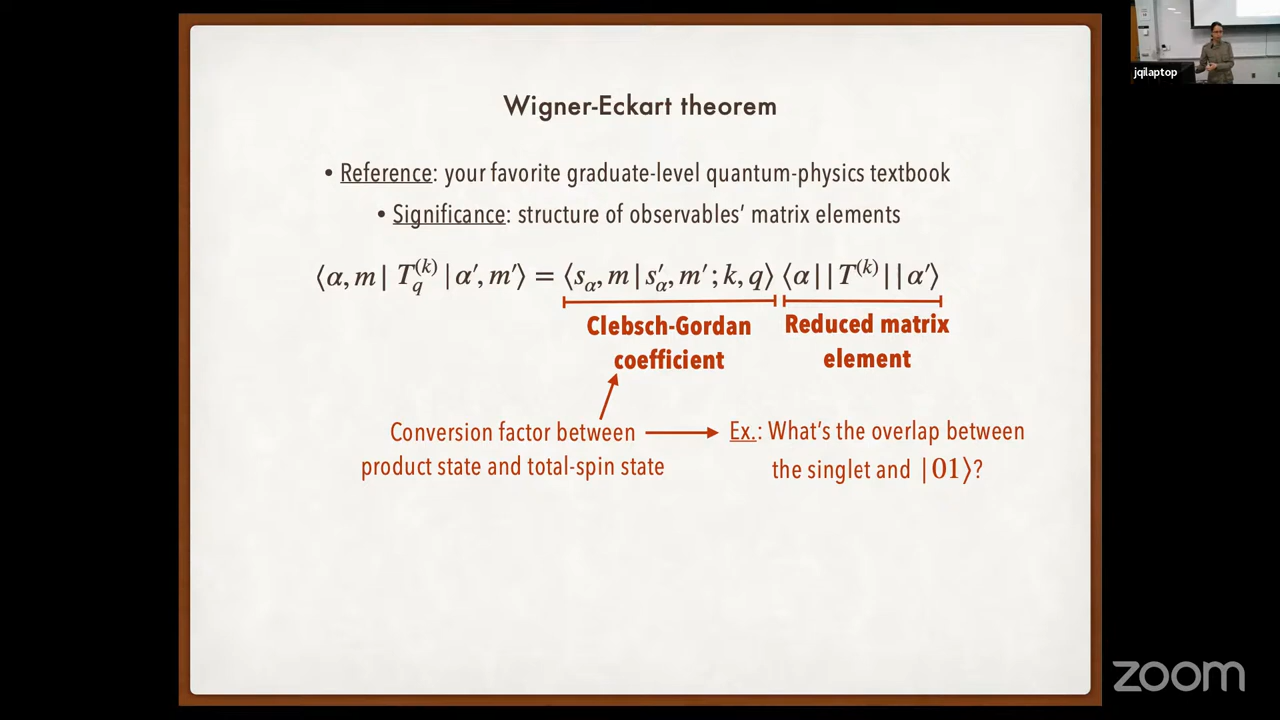 jqilaptop
Wigner-Eckart theorem
• Reference: your favorite graduate-level quantum-physics textbook
• Significance: structure of observables' matrix elements
⟨α, m| T_q^(k) |α′, m′⟩ = ⟨s_α, m|s′_α, m′; k, q⟩ ⟨α||T^(k)||α′⟩
Clebsch-Gordan
coefficient
Reduced matrix
element
Conversion factor between
product state and total-spin state
Ex.: What's the overlap between
the singlet and |01⟩?
zoom